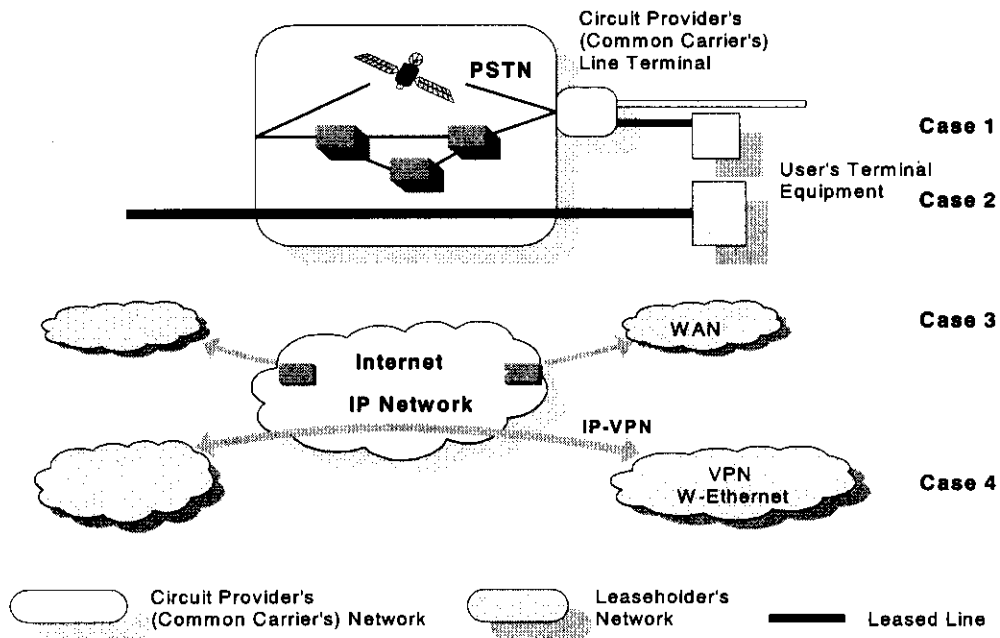 Circuit Provider's
(Common Carrier's)
Line Terminal
PSTN
Case 1
User's Terminal
Equipment
Case 2
Case 3
WAN
Internet
IP Network
IP-VPN
VPN
W-Ethernet
Case 4
Circuit Provider's
(Common Carrier's) Network
Leaseholder's
Network
Leased Line